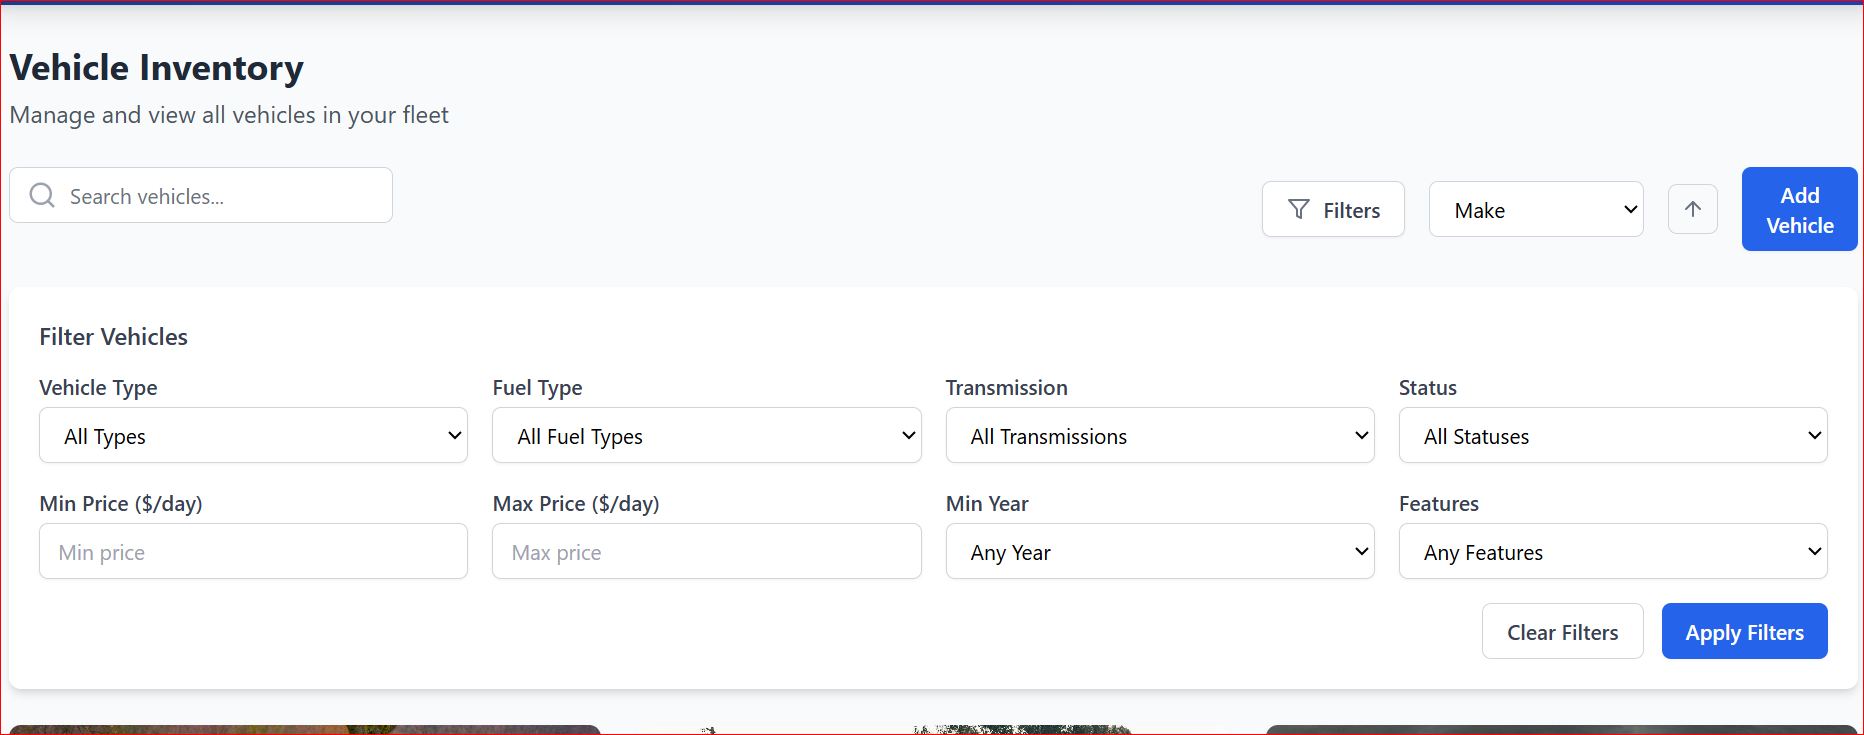 Vehicle Inventory
Manage and view all vehicles in your fleet
Search vehicles...
Filters
Make
Add
Vehicle
Filter Vehicles
Vehicle Type
Fuel Type
Transmission
Status
All Types
All Fuel Types
All Transmissions
All Statuses
Min Price ($/day)
Max Price ($/day)
Min Year
Features
Min price
Max price
Any Year
Any Features
Clear Filters
Apply Filters